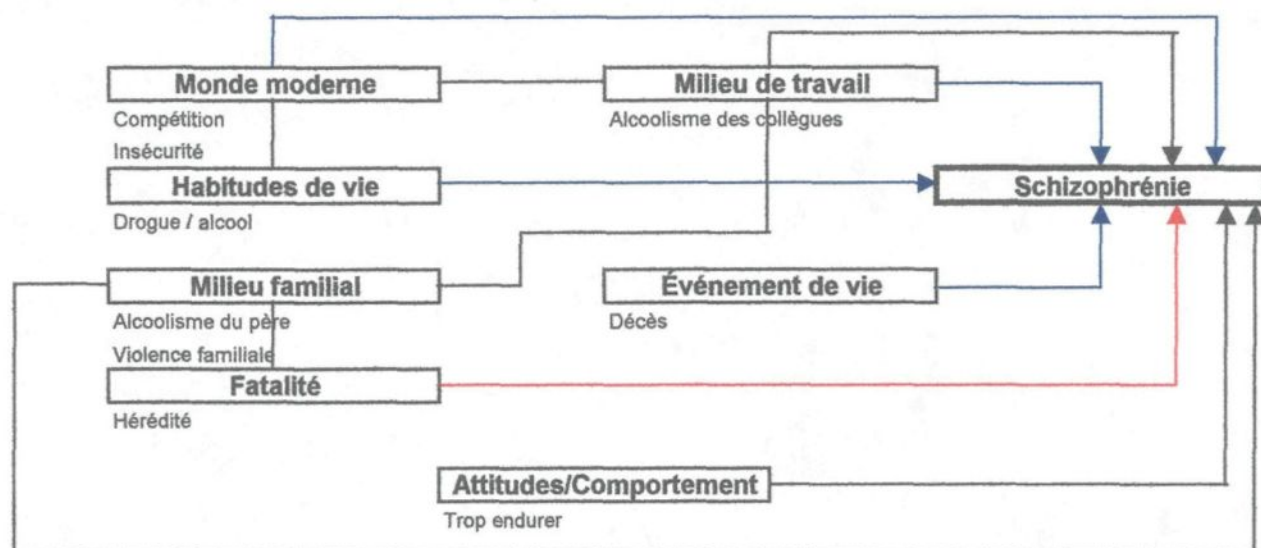 Monde moderne
Milieu de travail
Compétition
Alcoolisme des collègues
Insécurité
Habitudes de vie
Schizophrénie
Drogue / alcool
Milieu familial
Événement de vie
Alcoolisme du père
Décès
Violence familiale
Fatalité
Hérédité
Attitudes/Comportement
Trop endurer